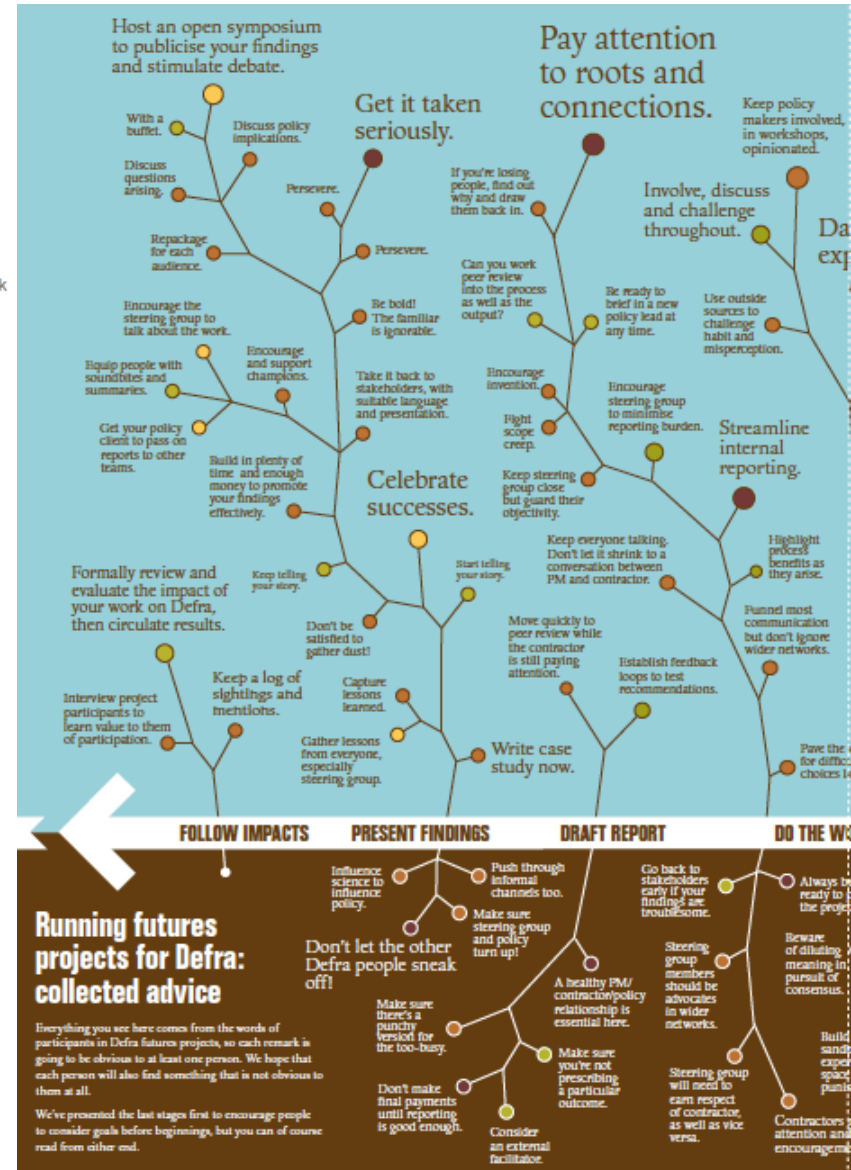 Host an open symposium
to publicise your findings
and stimulate debate.
With a
buffet.
Discuss policy
implications.
Discuss
questions
arising.
Repackage
for each
audience.
Get it taken
seriously.
Persevere.
Persevere.
Be bold!
The familiar
is ignorable.
Encourage the
steering group to
talk about the work.
Equip people with
soundbites and
summaries.
Encourage
and support
champions.
Get your policy
client to pass on
reports to other
teams.
Take it back to
stakeholders, with
suitable language
and presentation.
Build in plenty of
time and enough
money to promote
your findings
effectively.
Celebrate
successes.
Keep telling
your story.
Start telling
your story.
Don't be
satisfied to
gather dust!
Formally review and
evaluate the impact of
your work on Defra,
then circulate results.
Keep a log of
sightings and
mentions.
Interview project
participants to
learn value to them
of participation.
Capture
lessons
learned.
Gather lessons
from everyone,
especially
steering group.
Write case
study now.
Pay attention
to roots and
connections.
If you're losing
people, find out
why and draw
them back in.
Can you work
peer review
into the process
as well as the
output?
Be ready to
brief in a new
policy lead at
any time.
Encourage
invention.
Fight
scope
creep.
Encourage
steering group
to minimise
reporting burden.
Keep steering
group close
but guard their
objectivity.
Keep policy
makers involved,
in workshops,
opinionated.
Involve, discuss
and challenge
throughout.
Da
exp
Use outside
sources to
challenge
habit and
misperception.
Streamline
internal
reporting.
Keep everyone talking.
Don't let it shrink to a
conversation between
PM and contractor.
Highlight
process
benefits as
they arise.
Move quickly to
peer review while
the contractor
is still paying
attention.
Establish feedback
loops to test
recommendations.
Funnel most
communication
but don't ignore
wider networks.
Pave the
for diffic
choices l
k
FOLLOW IMPACTS
PRESENT FINDINGS
DRAFT REPORT
DO THE WO
Running futures
projects for Defra:
collected advice
Everything you see here comes from the words of
participants in Defra futures projects, so each remark is
going to be obvious to at least one person. We hope that
each person will also find something that is not obvious to
them at all.
We've presented the last stages first to encourage people
to consider goals before beginnings, but you can of course
read from either end.
Influence
science to
influence
policy.
Push through
informal
channels too.
Make sure
steering group
and policy
turn up!
Don't let the other
Defra people sneak
off!
A healthy PM/
contractor/policy
relationship is
essential here.
Make sure
there's a
punchy
version for
the too-busy.
Make sure
you're not
prescribing
a particular
outcome.
Don't make
final payments
until reporting
is good enough.
Consider
an external
facilitator.
Go back to
stakeholders
early if your
findings are
troublesome.
Always b
ready to
the proje
Steering
group
members
should be
advocates
in wider
networks.
Beware
of diluting
meaning in
pursuit of
consensus.
Steering group
will need to
earn respect
of contractor,
as well as vice
versa.
Build
sand
exper
space
punis
Contractors
attention and
encouragem